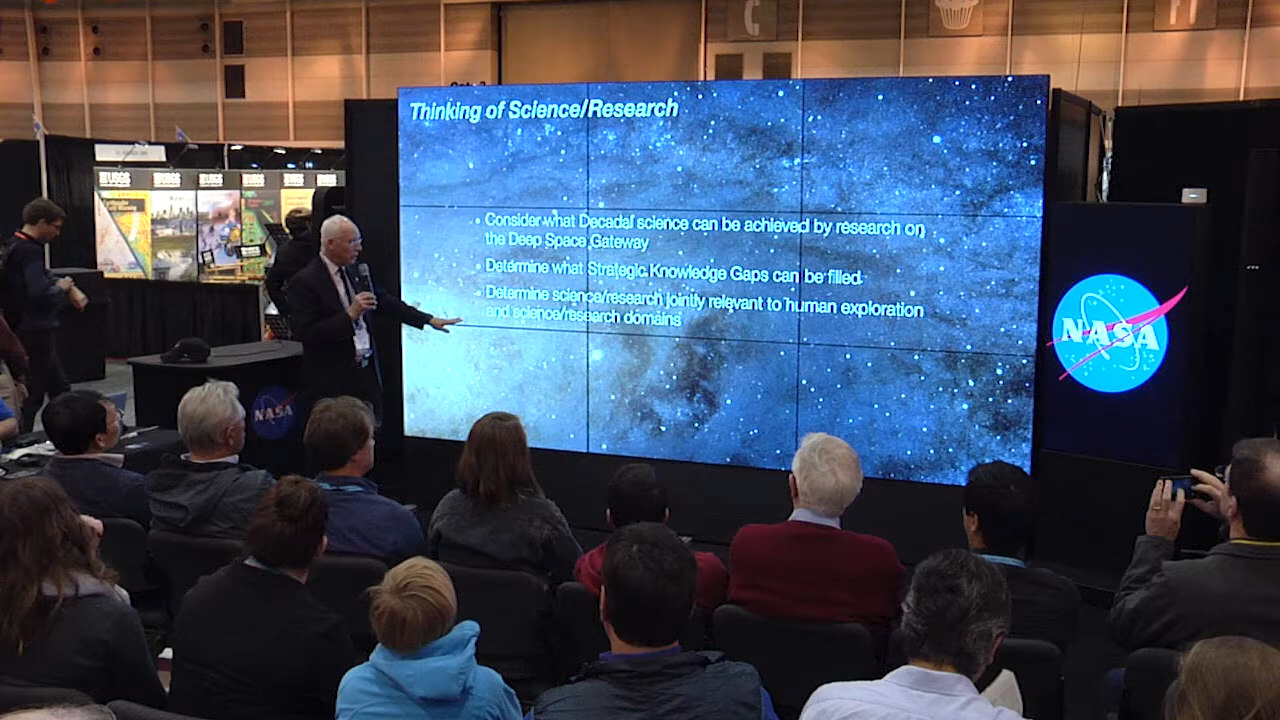 Thinking of Science/Research
Consider what Decadal science can be achieved by research on
the Deep Space Gateway
Determine what Strategic Knowledge Gaps can be filled.
Determine science/research jointly relevant to human exploration
and science/research domains
NASA
NASA
USGS
USGS
USGS
USGS
USGS
USGS